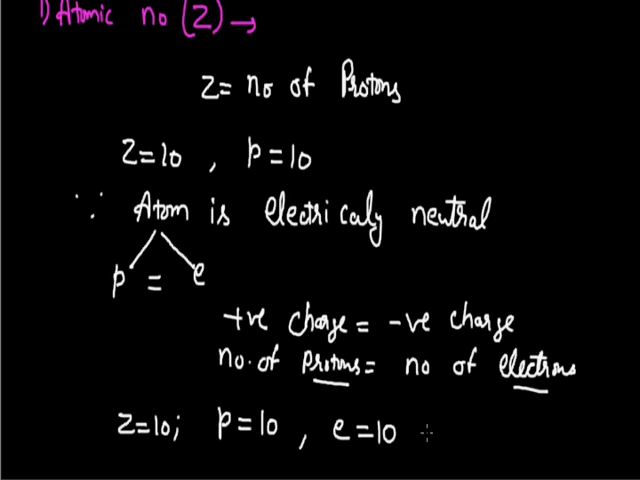 1) Atomic no (Z) →
Z = no of Protons
Z=10 , p=10
∵ Atom is electricaly neutral
p = e
+ve charge = -ve charge
no. of protons = no of electrons
Z=10; p=10 , e=10